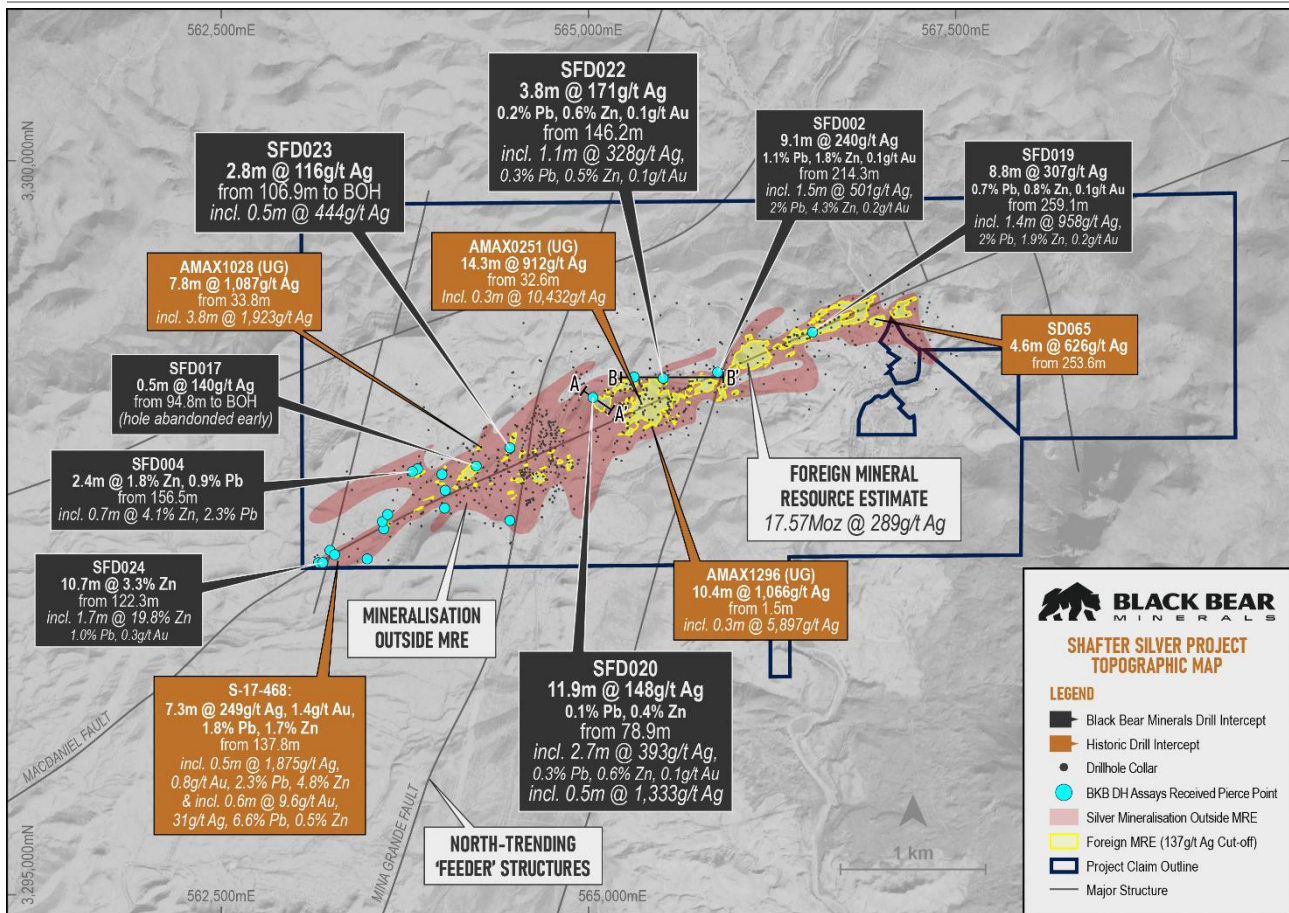 562,500mE
565,000mE
567,500mE
3,300,000mN
3,295,000mN
562,500mE
565,000mE
SFD022
3.8m @ 171g/t Ag
0.2% Pb, 0.6% Zn, 0.1g/t Au
from 146.2m
incl. 1.1m @ 328g/t Ag,
0.3% Pb, 0.5% Zn, 0.1g/t Au
SFD002
9.1m @ 240g/t Ag
1.1% Pb, 1.8% Zn, 0.1g/t Au
from 214.3m
incl. 1.5m @ 501g/t Ag,
2% Pb, 4.3% Zn, 0.2g/t Au
SFD023
2.8m @ 116g/t Ag
from 106.9m to BOH
incl. 0.5m @ 444g/t Ag
SFD019
8.8m @ 307g/t Ag
0.7% Pb, 0.8% Zn, 0.1g/t Au
from 259.1m
incl. 1.4m @ 958g/t Ag,
2% Pb, 1.9% Zn, 0.2g/t Au
AMAX0251 (UG)
14.3m @ 912g/t Ag
from 32.6m
Incl. 0.3m @ 10,432g/t Ag
AMAX1028 (UG)
7.8m @ 1,087g/t Ag
from 33.8m
incl. 3.8m @ 1,923g/t Ag
SD065
4.6m @ 626g/t Ag
from 253.6m
SFD017
0.5m @ 140g/t Ag
from 94.8m to BOH
(hole abandonded early)
A
A'
B
B'
SFD004
2.4m @ 1.8% Zn, 0.9% Pb
from 156.5m
incl. 0.7m @ 4.1% Zn, 2.3% Pb
FOREIGN MINERAL
RESOURCE ESTIMATE
17.57Moz @ 289g/t Ag
SFD024
10.7m @ 3.3% Zn
from 122.3m
incl. 1.7m @ 19.8% Zn
1.0% Pb, 0.3g/t Au
MINERALISATION
OUTSIDE MRE
AMAX1296 (UG)
10.4m @ 1,066g/t Ag
from 1.5m
incl. 0.3m @ 5,897g/t Ag
SFD020
11.9m @ 148g/t Ag
0.1% Pb, 0.4% Zn
from 78.9m
incl. 2.7m @ 393g/t Ag,
0.3% Pb, 0.6% Zn, 0.1g/t Au
incl. 0.5m @ 1,333g/t Ag
S-17-468:
7.3m @ 249g/t Ag, 1.4g/t Au,
1.8% Pb, 1.7% Zn
from 137.8m
incl. 0.5m @ 1,875g/t Ag,
0.8g/t Au, 2.3% Pb, 4.8% Zn
& incl. 0.6m @ 9.6g/t Au,
31g/t Ag, 6.6% Pb, 0.5% Zn
MACDANIEL FAULT
MINA GRANDE FAULT
NORTH-TRENDING
'FEEDER' STRUCTURES
1 km
BLACK BEAR
MINERALS
SHAFTER SILVER PROJECT
TOPOGRAPHIC MAP
LEGEND
Black Bear Minerals Drill Intercept
Historic Drill Intercept
Drillhole Collar
BKB DH Assays Received Pierce Point
Silver Mineralisation Outside MRE
Foreign MRE (137g/t Ag Cut-off)
Project Claim Outline
Major Structure